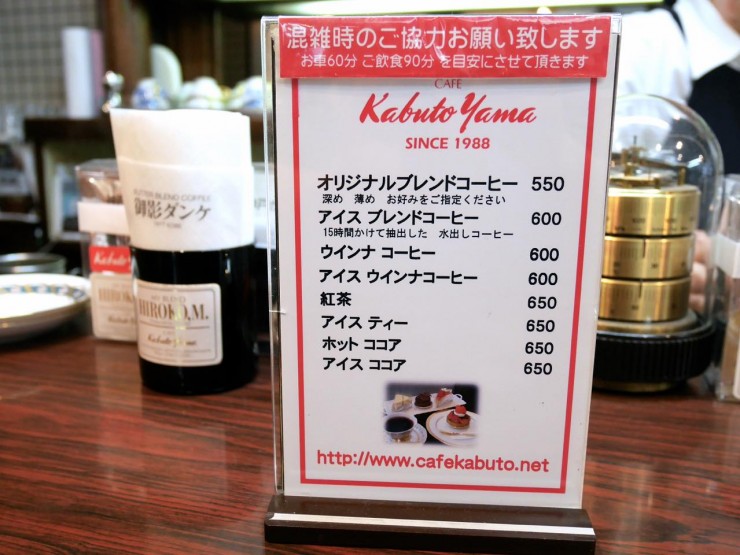 混雑時のご協力お願い致します
お車60分 ご飲食90分 を目安にさせて頂きます
CAFE
Kabuto Yama
SINCE 1988
オリジナルブレンドコーヒー 550
深め 薄め お好みをご指定ください
アイス ブレンドコーヒー 600
15時間かけて抽出した 水出しコーヒー
ウインナ コーヒー 600
アイス ウインナコーヒー 600
紅茶 650
アイス ティー 650
ホット ココア 650
アイス ココア 650
http://www.cafekabuto.net
BLEND COFFEE
御影ダンケ
HIROKO,M.
Kabuto Yama
Kabuto
HIROK